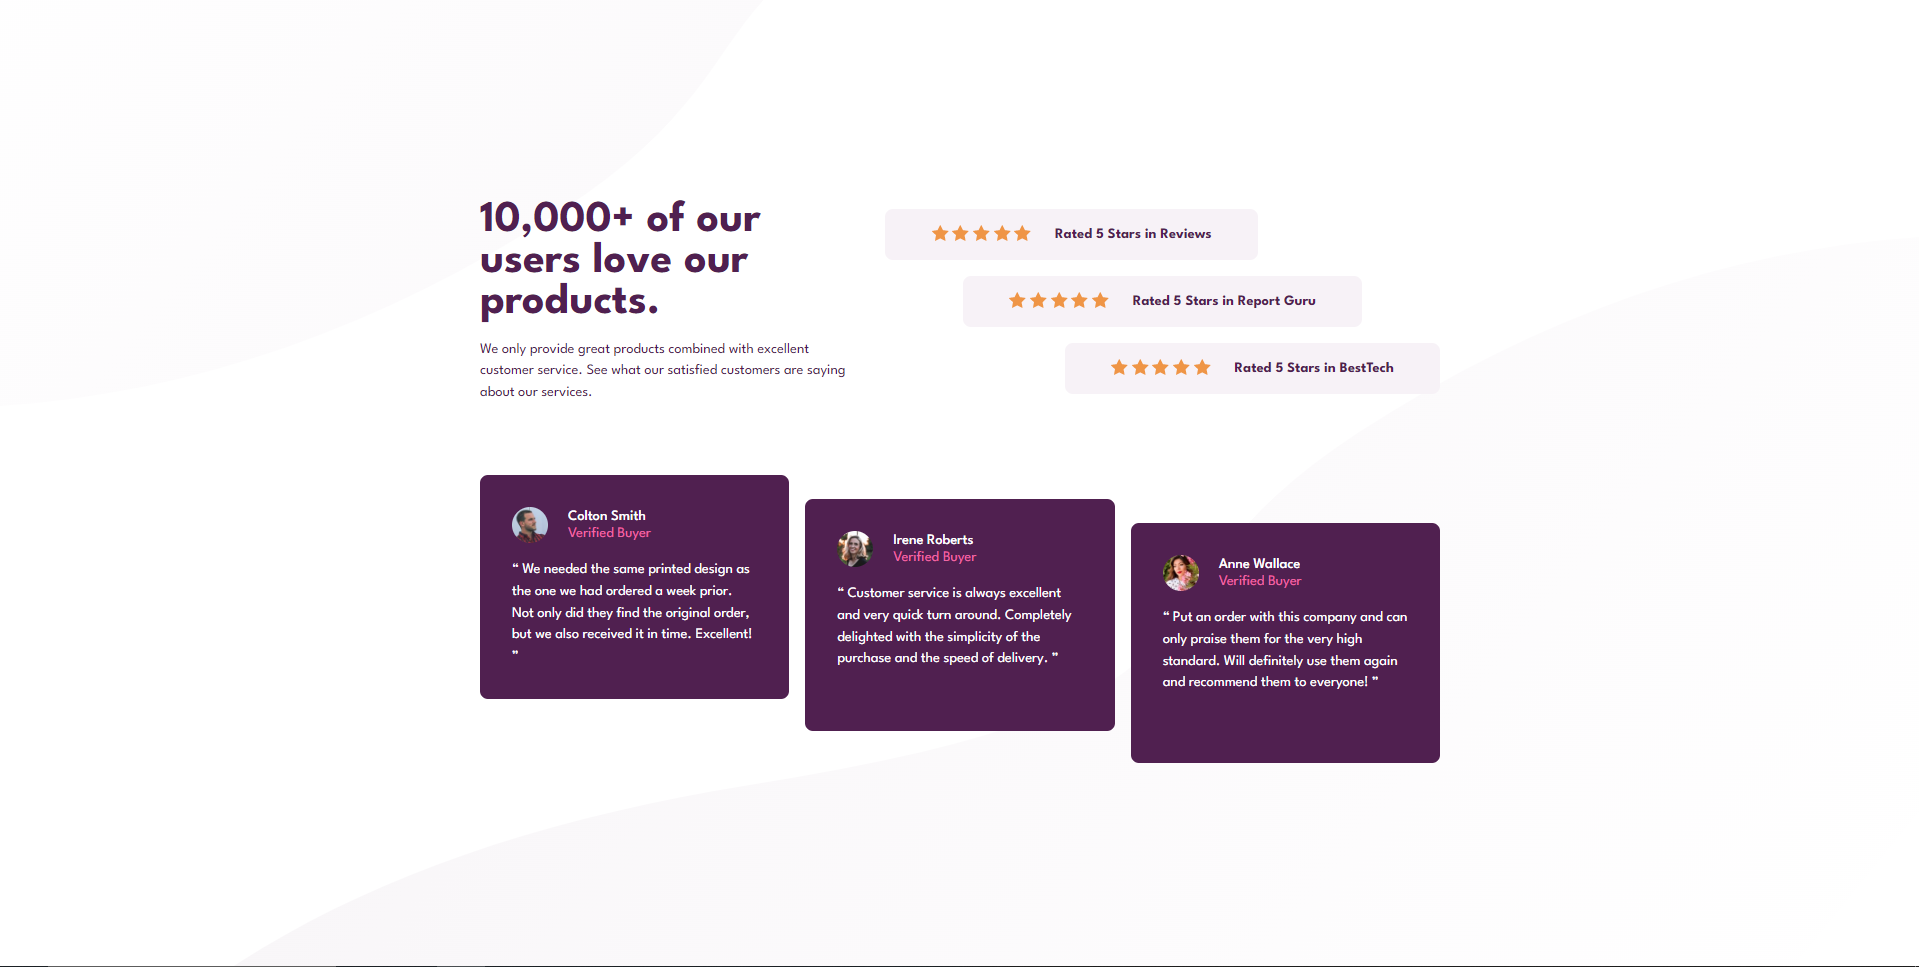 10,000+ of our
users love our
products.
We only provide great products combined with excellent
customer service. See what our satisfied customers are saying
about our services.
Rated 5 Stars in Reviews
Rated 5 Stars in Report Guru
Rated 5 Stars in BestTech
Colton Smith
Verified Buyer
“ We needed the same printed design as
the one we had ordered a week prior.
Not only did they find the original order,
but we also received it in time. Excellent!
”
Irene Roberts
Verified Buyer
“ Customer service is always excellent
and very quick turn around. Completely
delighted with the simplicity of the
purchase and the speed of delivery. ”
Anne Wallace
Verified Buyer
“ Put an order with this company and can
only praise them for the very high
standard. Will definitely use them again
and recommend them to everyone! ”